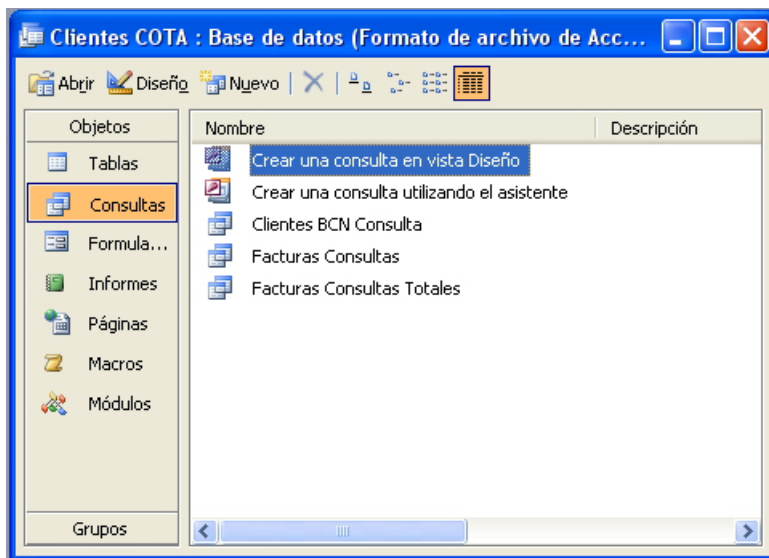 Clientes COTA : Base de datos (Formato de archivo de Acc...
Abrir Diseño Nuevo
Objetos
Tablas
Consultas
Formula...
Informes
Páginas
Macros
Módulos
Grupos
Nombre Descripción
Crear una consulta en vista Diseño
Crear una consulta utilizando el asistente
Clientes BCN Consulta
Facturas Consultas
Facturas Consultas Totales